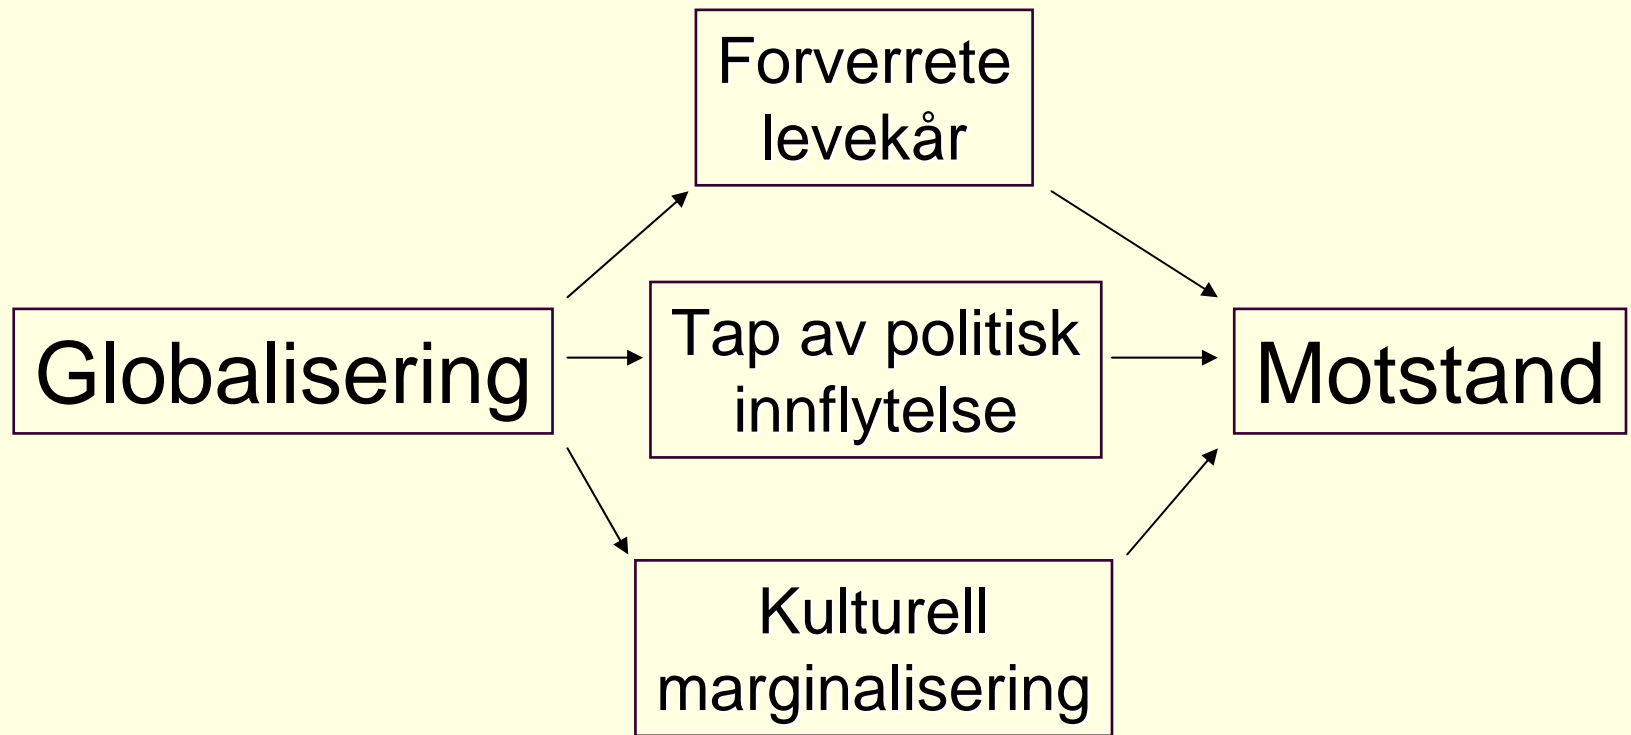 Forverrete
levekår
Globalisering
Tap av politisk
innflytelse
Motstand
Kulturell
marginalisering